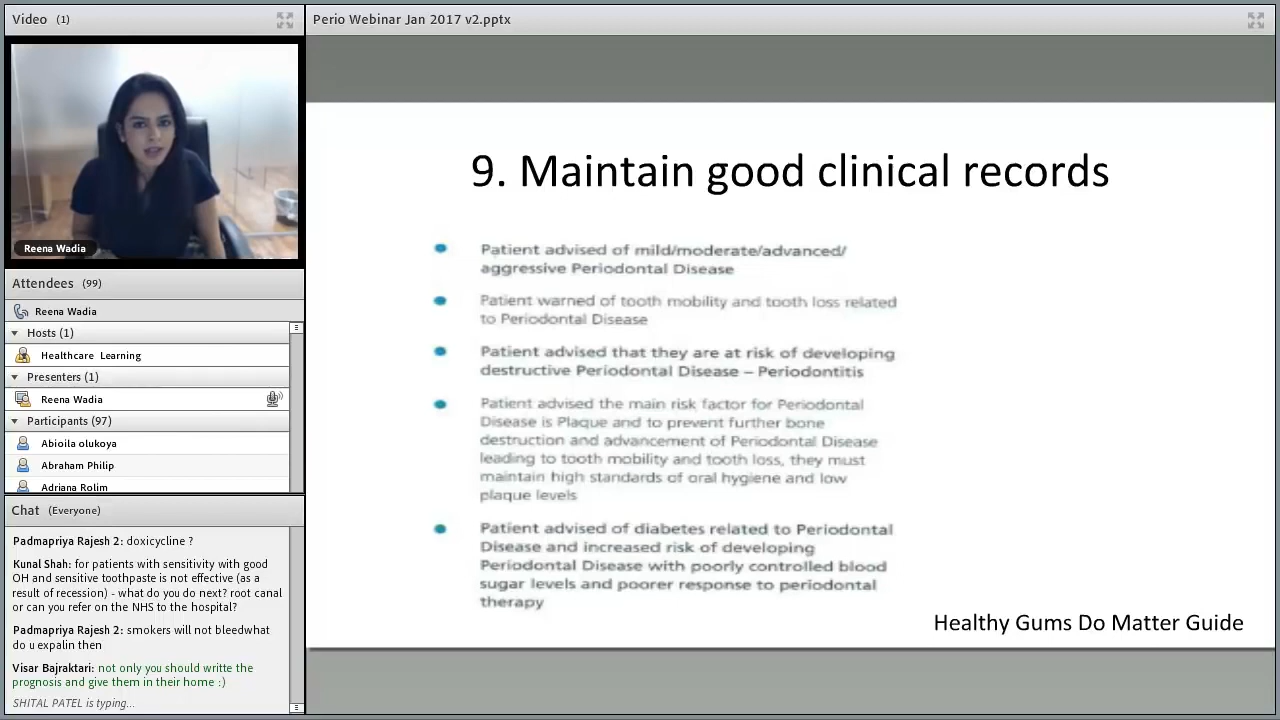 Video (1)
Reena Wadia
Attendees (99)
Reena Wadia
Hosts (1)
Healthcare Learning
Presenters (1)
Reena Wadia
Participants (97)
Abioila olukoya
Abraham Philip
Adriana Rolim
Chat (Everyone)
Padmapriya Rajesh 2: doxicycline ?
Kunal Shah: for patients with sensitivity with good
OH and sensitive toothpaste is not effective (as a
result of recession) - what do you do next? root canal
or can you refer on the NHS to the hospital?
Padmapriya Rajesh 2: smokers will not bleedwhat
do u expalin then
Visar Bajraktari: not only you should writte the
prognosis and give them in their home :)
SHITAL PATEL is typing...
Perio Webinar Jan 2017 v2.pptx
9. Maintain good clinical records
Patient advised of mild/moderate/advanced/
aggressive Periodontal Disease
Patient warned of tooth mobility and tooth loss related
to Periodontal Disease
Patient advised that they are at risk of developing
destructive Periodontal Disease – Periodontitis
Patient advised the main risk factor for Periodontal
Disease is Plaque and to prevent further bone
destruction and advancement of Periodontal Disease
leading to tooth mobility and tooth loss, they must
maintain high standards of oral hygiene and low
plaque levels
Patient advised of diabetes related to Periodontal
Disease and increased risk of developing
Periodontal Disease with poorly controlled blood
sugar levels and poorer response to periodontal
therapy
Healthy Gums Do Matter Guide